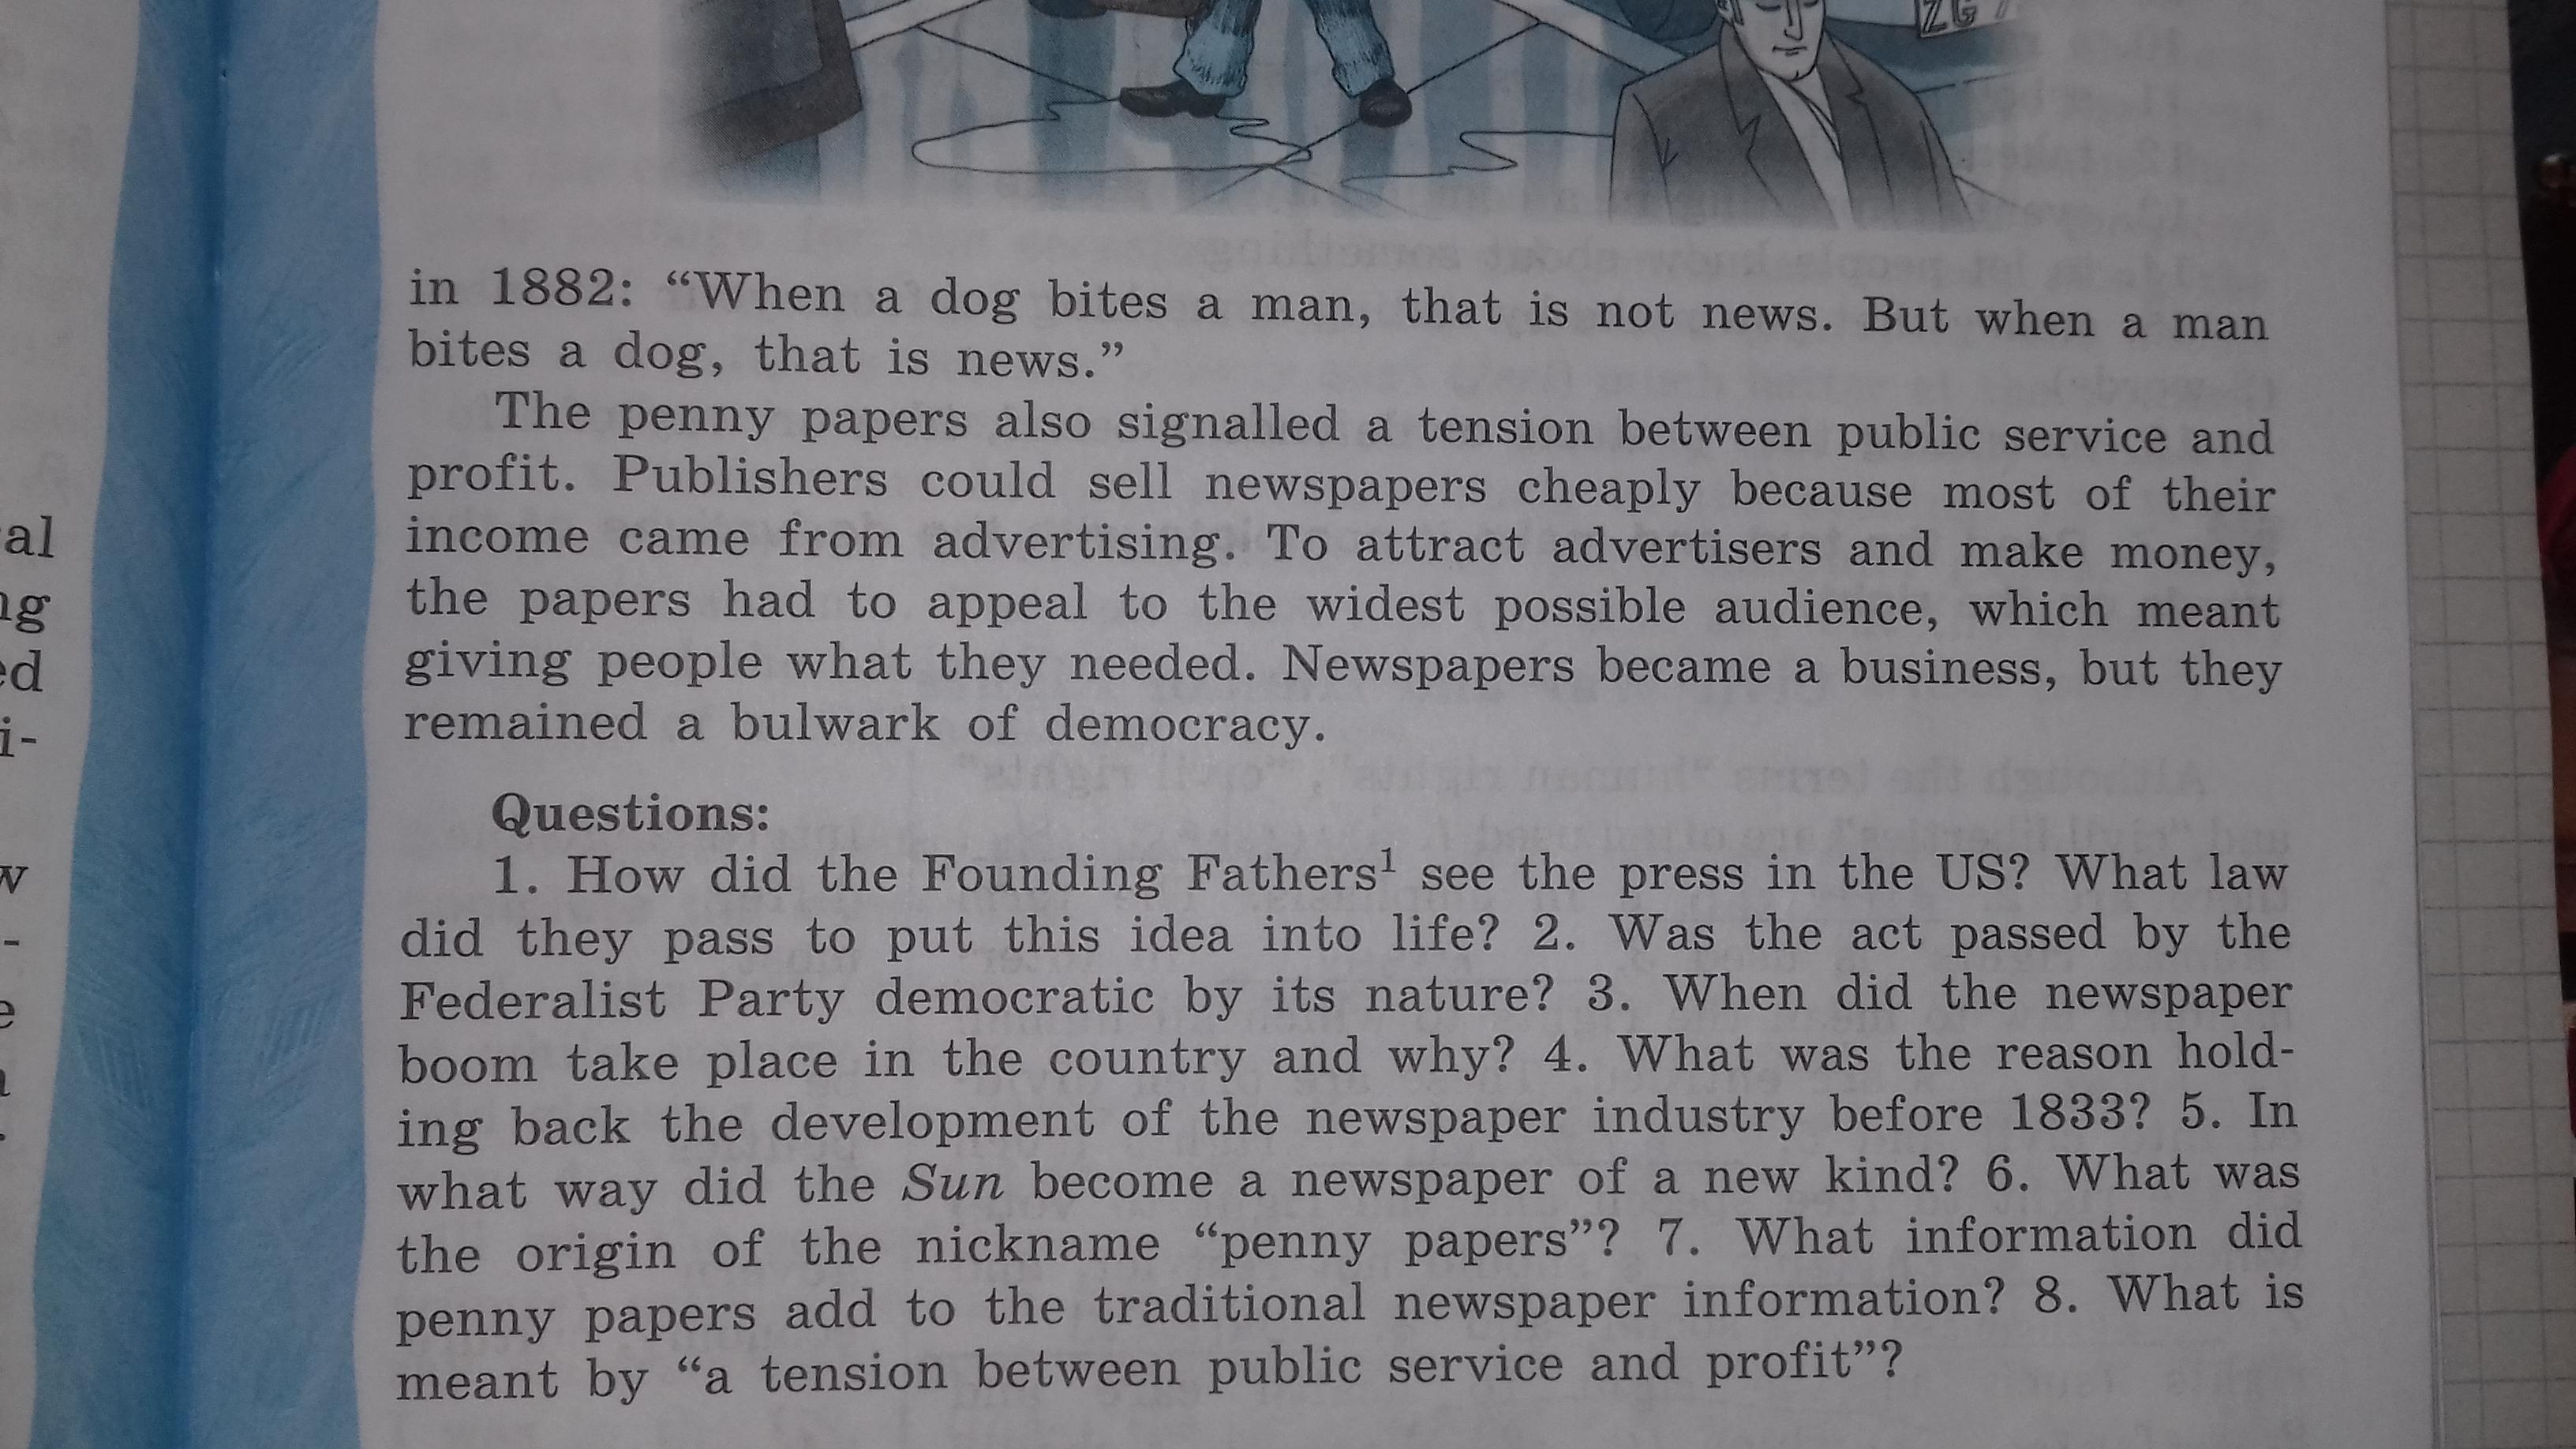 ZG
in 1882: “When a dog bites a man, that is not news. But when a man
bites a dog, that is news.”
The penny papers also signalled a tension between public service and
profit. Publishers could sell newspapers cheaply because most of their
income came from advertising. To attract advertisers and make money,
the papers had to appeal to the widest possible audience, which meant
giving people what they needed. Newspapers became a business, but they
remained a bulwark of democracy.
Questions:
1. How did the Founding Fathers¹ see the press in the US? What law
did they pass to put this idea into life? 2. Was the act passed by the
Federalist Party democratic by its nature? 3. When did the newspaper
boom take place in the country and why? 4. What was the reason hold-
ing back the development of the newspaper industry before 1833? 5. In
what way did the Sun become a newspaper of a new kind? 6. What was
the origin of the nickname “penny papers”? 7. What information did
penny papers add to the traditional newspaper information? 8. What is
meant by “a tension between public service and profit”?